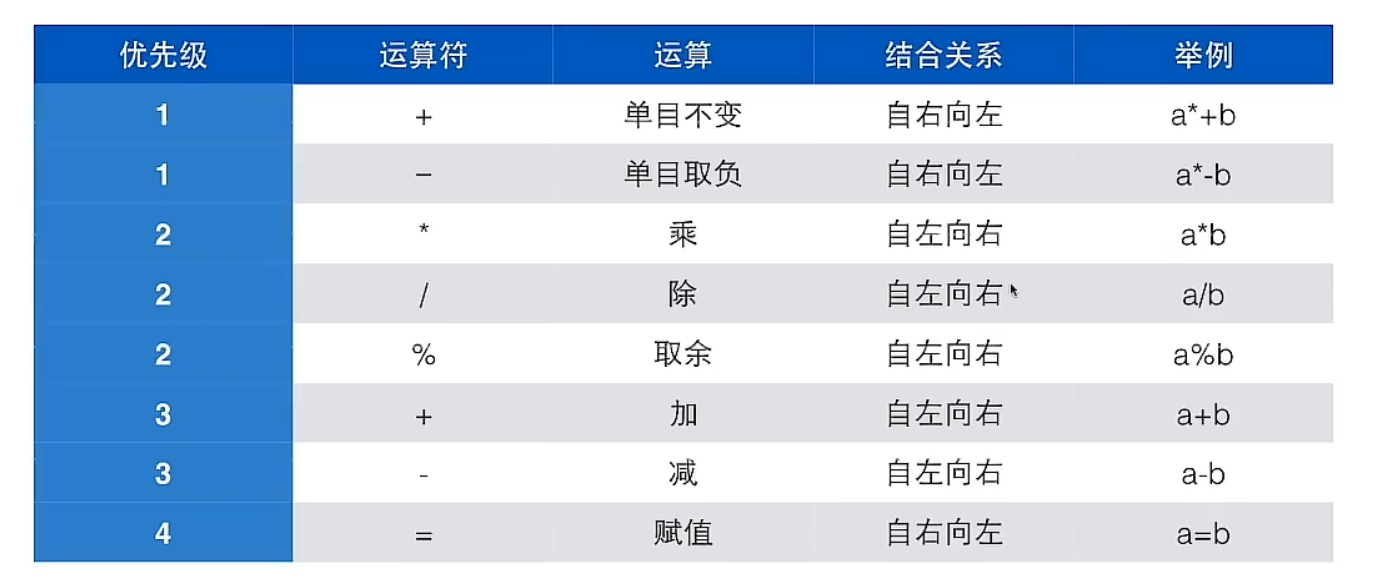 优先级 运算符 运算 结合关系 举例
1 + 单目不变 自右向左 a*+b
1 − 单目取负 自右向左 a*-b
2 * 乘 自左向右 a*b
2 / 除 自左向右 a/b
2 % 取余 自左向右 a%b
3 + 加 自左向右 a+b
3 - 减 自左向右 a-b
4 = 赋值 自右向左 a=b